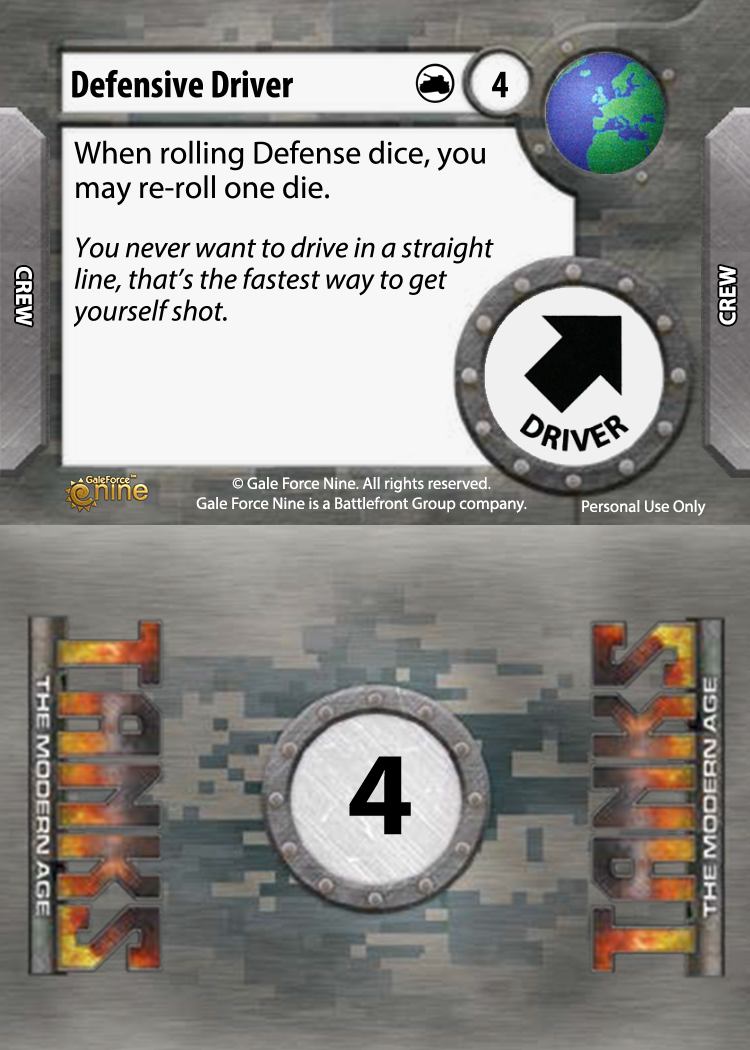 Defensive Driver
4
When rolling Defense dice, you
may re-roll one die.
You never want to drive in a straight
line, that's the fastest way to get
yourself shot.
CREW
CREW
DRIVER
GaleForce™
nine
© Gale Force Nine. All rights reserved.
Gale Force Nine is a Battlefront Group company.
Personal Use Only
TANKS
THE MODERN AGE
4
TANKS
THE MODERN AGE